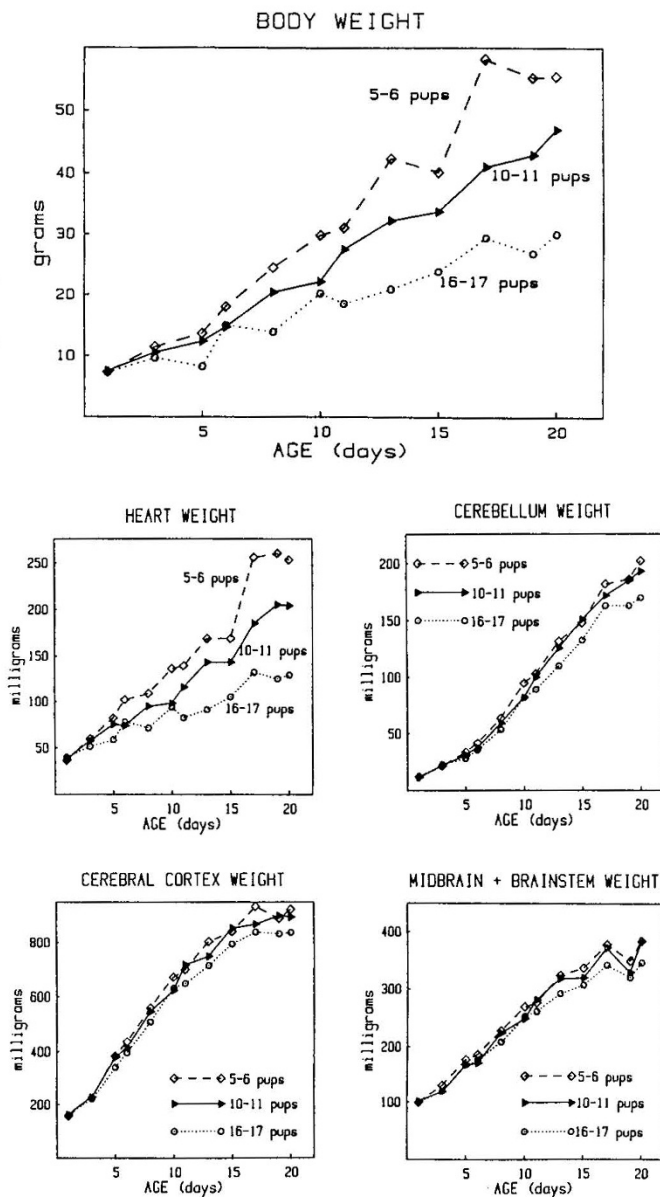 BODY WEIGHT
50
40
30
20
10
grams
5-6 pups
10-11 pups
16-17 pups
5
10
15
20
AGE (days)
HEART WEIGHT
250
200
150
100
50
milligrams
5-6 pups
10-11 pups
16-17 pups
5
10
15
20
AGE (days)
CEREBELLUM WEIGHT
200
150
100
50
milligrams
5-6 pups
10-11 pups
16-17 pups
5
10
15
20
AGE (days)
CEREBRAL CORTEX WEIGHT
800
600
400
200
milligrams
5-6 pups
10-11 pups
16-17 pups
5
10
15
20
AGE (days)
MIDBRAIN + BRAINSTEM WEIGHT
400
300
200
100
milligrams
5-6 pups
10-11 pups
16-17 pups
5
10
15
20
AGE (days)